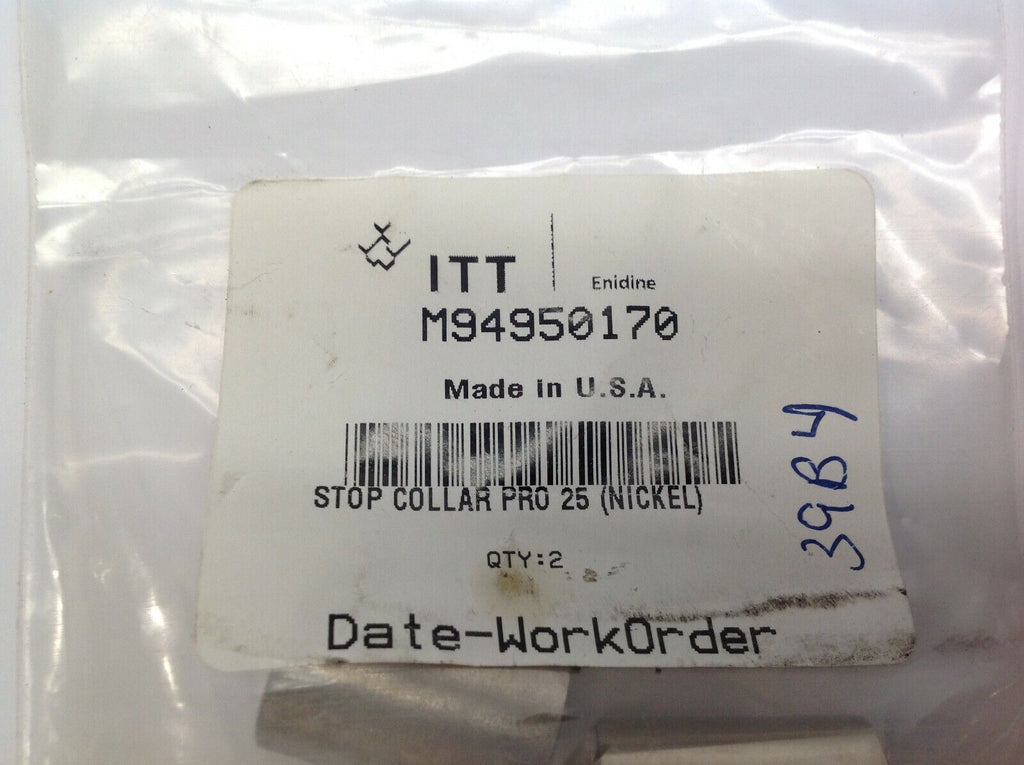 ITT Enidine
M94950170
Made in U.S.A.
STOP COLLAR PRO 25 (NICKEL)
QTY:2
Date-WorkOrder
39B4